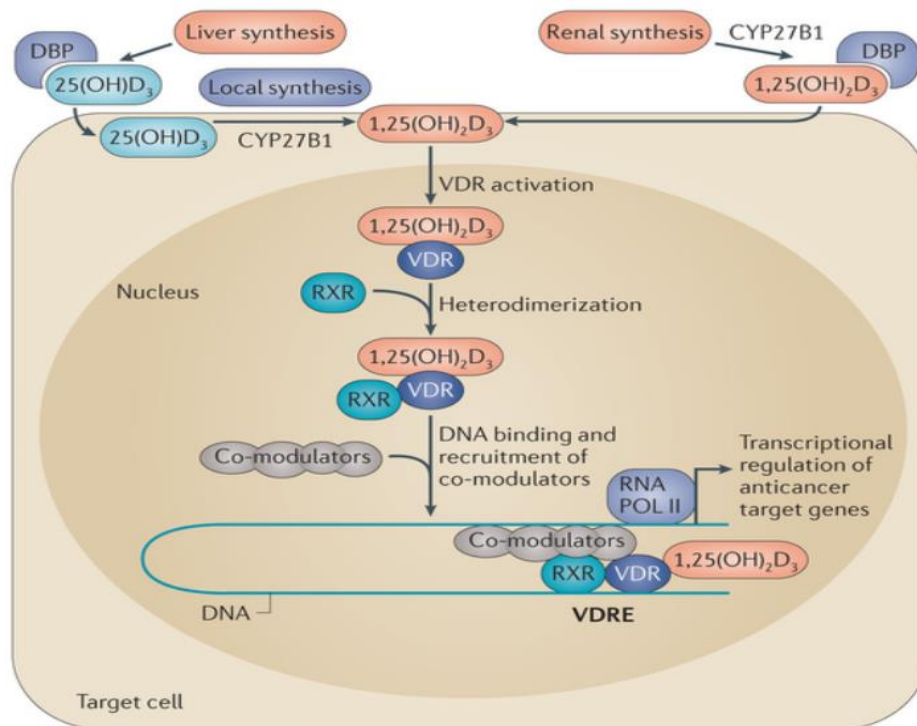 Liver synthesis
Renal synthesis
CYP27B1
DBP
DBP
25(OH)D₃
Local synthesis
1,25(OH)₂D₃
25(OH)D₃
CYP27B1
1,25(OH)₂D₃
VDR activation
1,25(OH)₂D₃
VDR
Nucleus
RXR
Heterodimerization
1,25(OH)₂D₃
RXR
VDR
Co-modulators
DNA binding and
recruitment of
co-modulators
RNA
POL II
Transcriptional
regulation of
anticancer
target genes
Co-modulators
RXR
VDR
1,25(OH)₂D₃
DNA
VDRE
Target cell